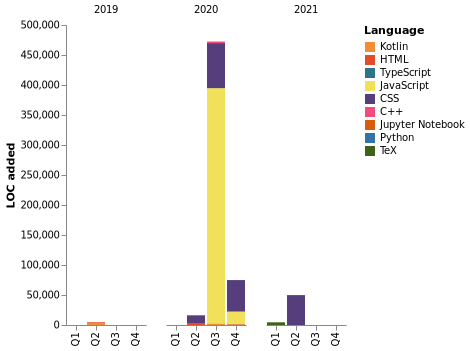 2019 2020 2021
500,000
450,000
400,000
350,000
300,000
250,000
200,000
150,000
100,000
50,000
0
LOC added
Q1 Q2 Q3 Q4 Q1 Q2 Q3 Q4 Q1 Q2 Q3 Q4
Language
Kotlin
HTML
TypeScript
JavaScript
CSS
C++
Jupyter Notebook
Python
TeX